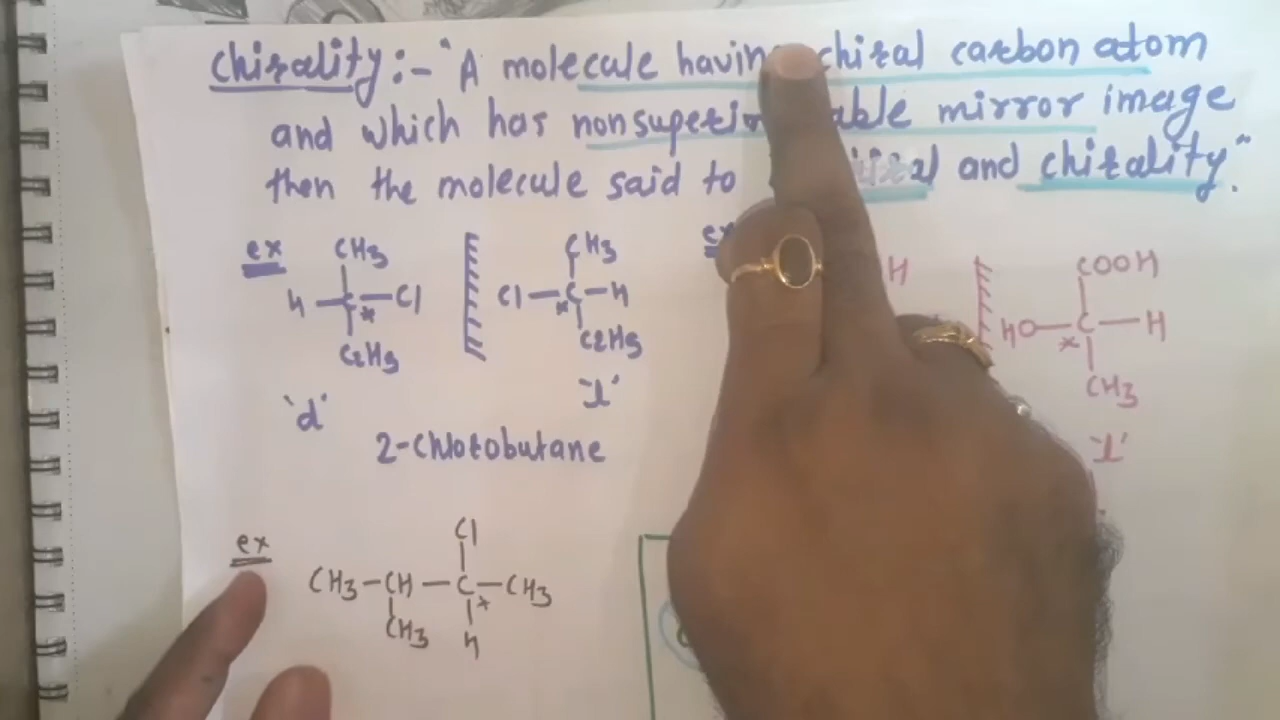 Chirality :- "A molecule having chiral carbon atom
and which has nonsuperim able mirror image
then the molecule said to and chirality".
ex
CH3
H C Cl
*
C2H5
'd'
CH3
Cl C H
*
C2H5
'l'
2-chlorobutane
ex
H
COOH
HO C H
*
CH3
'l'
ex
Cl
CH3-CH-C-CH3
*
CH3 H